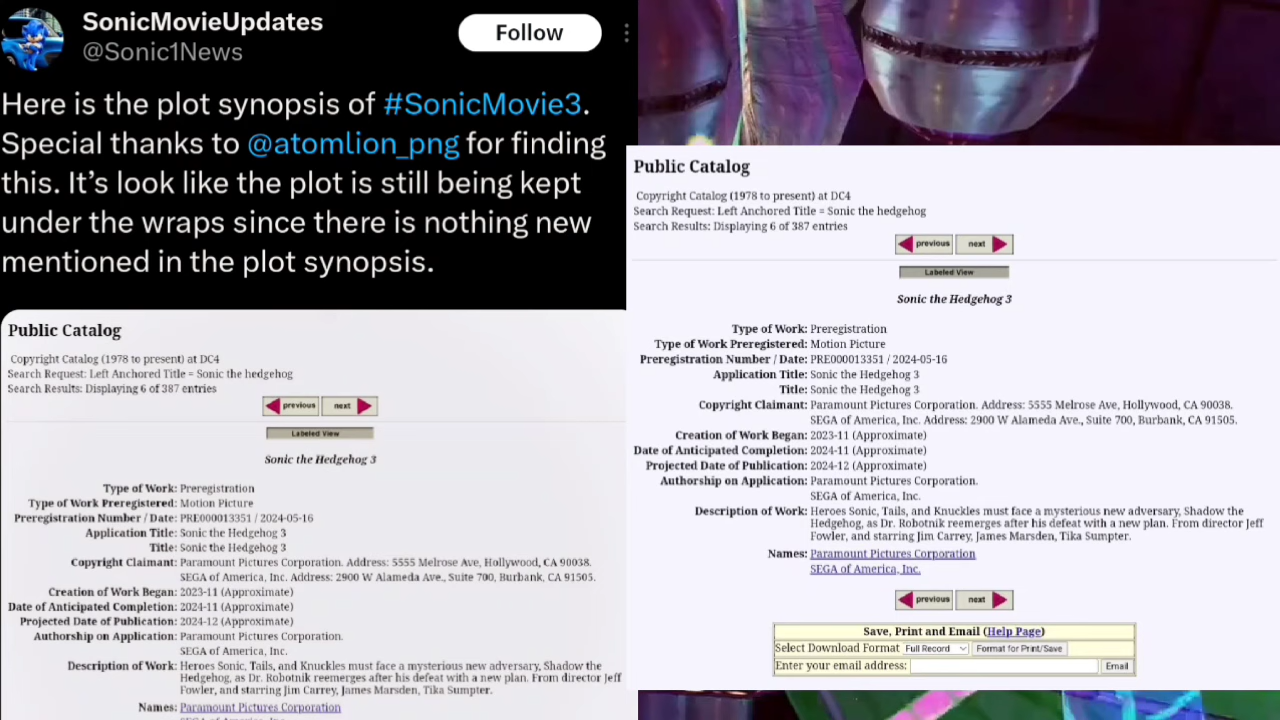 SonicMovieUpdates
@Sonic1News
Follow
Here is the plot synopsis of #SonicMovie3.
Special thanks to @atomlion_png for finding
this. It’s look like the plot is still being kept
under the wraps since there is nothing new
mentioned in the plot synopsis.
Public Catalog
Copyright Catalog (1978 to present) at DC4
Search Request: Left Anchored Title = Sonic the hedgehog
Search Results: Displaying 6 of 387 entries
previous next
Labeled View
Sonic the Hedgehog 3
Type of Work: Preregistration
Type of Work Preregistered: Motion Picture
Preregistration Number / Date: PRE000013351 / 2024-05-16
Application Title: Sonic the Hedgehog 3
Title: Sonic the Hedgehog 3
Copyright Claimant: Paramount Pictures Corporation. Address: 5555 Melrose Ave, Hollywood, CA 90038.
SEGA of America, Inc. Address: 2900 W Alameda Ave., Suite 700, Burbank, CA 91505.
Creation of Work Began: 2023-11 (Approximate)
Date of Anticipated Completion: 2024-11 (Approximate)
Projected Date of Publication: 2024-12 (Approximate)
Authorship on Application: Paramount Pictures Corporation.
SEGA of America, Inc.
Description of Work: Heroes Sonic, Tails, and Knuckles must face a mysterious new adversary, Shadow the
Hedgehog, as Dr. Robotnik reemerges after his defeat with a new plan. From director Jeff
Fowler, and starring Jim Carrey, James Marsden, Tika Sumpter.
Names: Paramount Pictures Corporation
Public Catalog
Copyright Catalog (1978 to present) at DC4
Search Request: Left Anchored Title = Sonic the hedgehog
Search Results: Displaying 6 of 387 entries
previous next
Labeled View
Sonic the Hedgehog 3
Type of Work: Preregistration
Type of Work Preregistered: Motion Picture
Preregistration Number / Date: PRE000013351 / 2024-05-16
Application Title: Sonic the Hedgehog 3
Title: Sonic the Hedgehog 3
Copyright Claimant: Paramount Pictures Corporation. Address: 5555 Melrose Ave, Hollywood, CA 90038.
SEGA of America, Inc. Address: 2900 W Alameda Ave., Suite 700, Burbank, CA 91505.
Creation of Work Began: 2023-11 (Approximate)
Date of Anticipated Completion: 2024-11 (Approximate)
Projected Date of Publication: 2024-12 (Approximate)
Authorship on Application: Paramount Pictures Corporation.
SEGA of America, Inc.
Description of Work: Heroes Sonic, Tails, and Knuckles must face a mysterious new adversary, Shadow the
Hedgehog, as Dr. Robotnik reemerges after his defeat with a new plan. From director Jeff
Fowler, and starring Jim Carrey, James Marsden, Tika Sumpter.
Names: Paramount Pictures Corporation
SEGA of America, Inc.
previous next
Save, Print and Email (Help Page)
Select Download Format Full Record Format for Print/Save
Enter your email address: Email